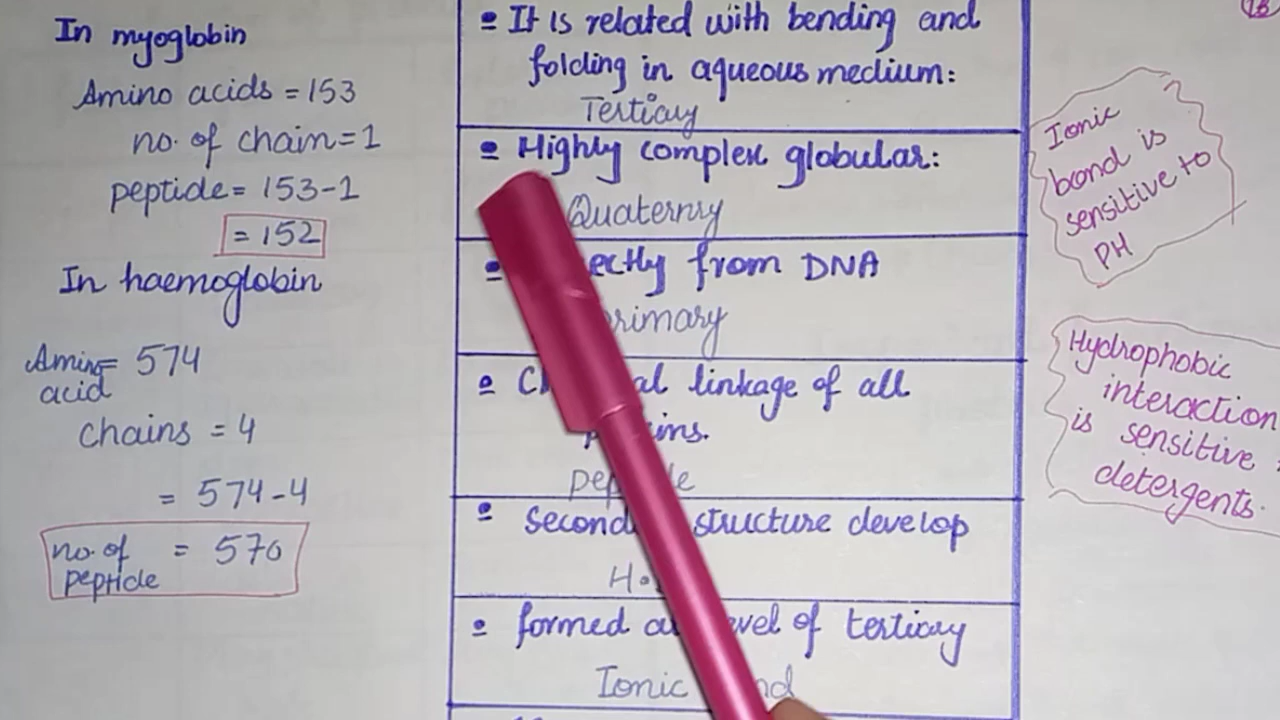 In myoglobin
Amino acids = 153
no. of chain = 1
peptide = 153-1
= 152
In haemoglobin
Amino acid = 574
chains = 4
= 574-4
no. of peptide = 570
It is related with bending and
folding in aqueous medium:
Tertiary
Highly complex globular:
Quaternry
from DNA
linkage of all
structure develop
formed
of tertiary
Ionic
Ionic
bond is
sensitive to
PH
Hydrophobic
interaction
is sensitive
detergents.